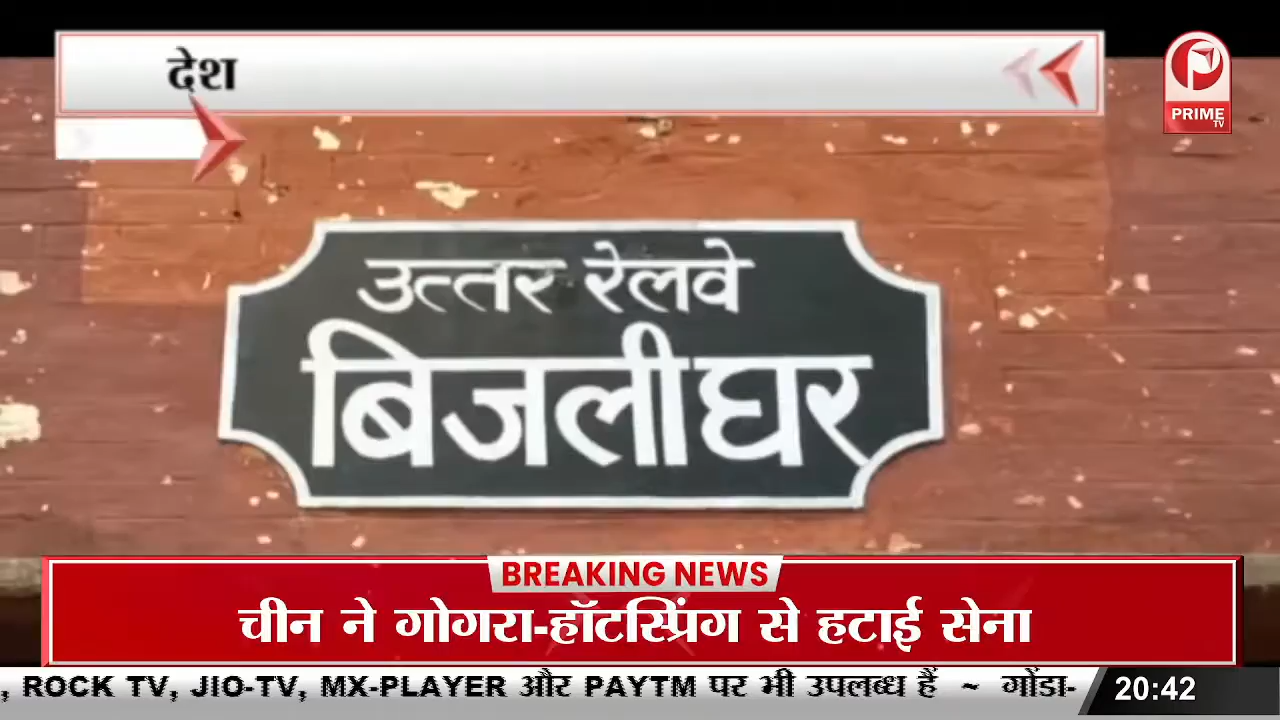 देश
PRIME
TV
उत्तर रेलवे
बिजलीघर
BREAKING NEWS
चीन ने गोगरा-हॉटस्प्रिंग से हटाई सेना
, ROCK TV, JIO-TV, MX-PLAYER और PAYTM पर भी उपलब्ध हैं ~ गोंडा-
20:42